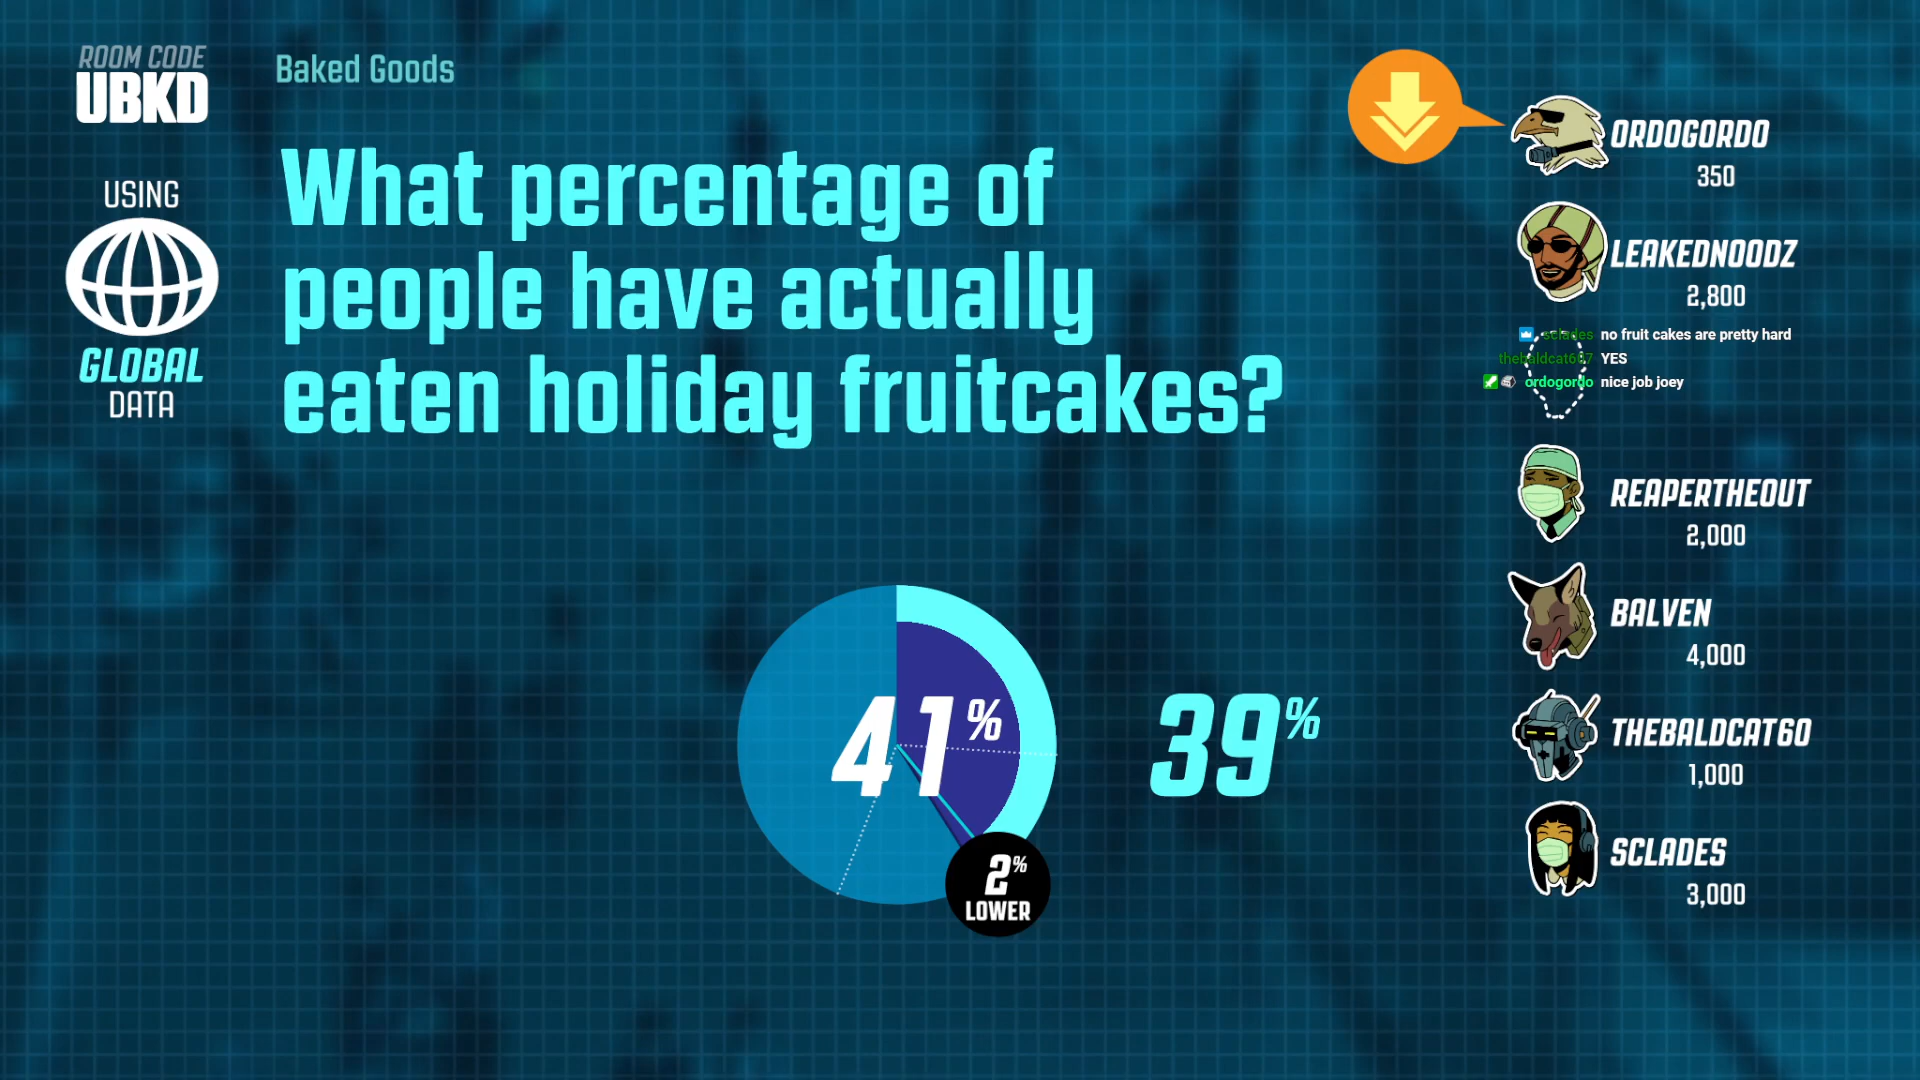 ROOM CODE
UBKD
USING
GLOBAL
DATA
Baked Goods
What percentage of
people have actually
eaten holiday fruitcakes?
41%
39%
2%
LOWER
ORDOGORDO
350
LEAKEDNOODZ
2,800
sclades no fruit cakes are pretty hard
thebaldcat607 YES
ordogordo nice job joey
REAPERTHEOUT
2,000
BALVEN
4,000
THEBALDCAT60
1,000
SCLADES
3,000